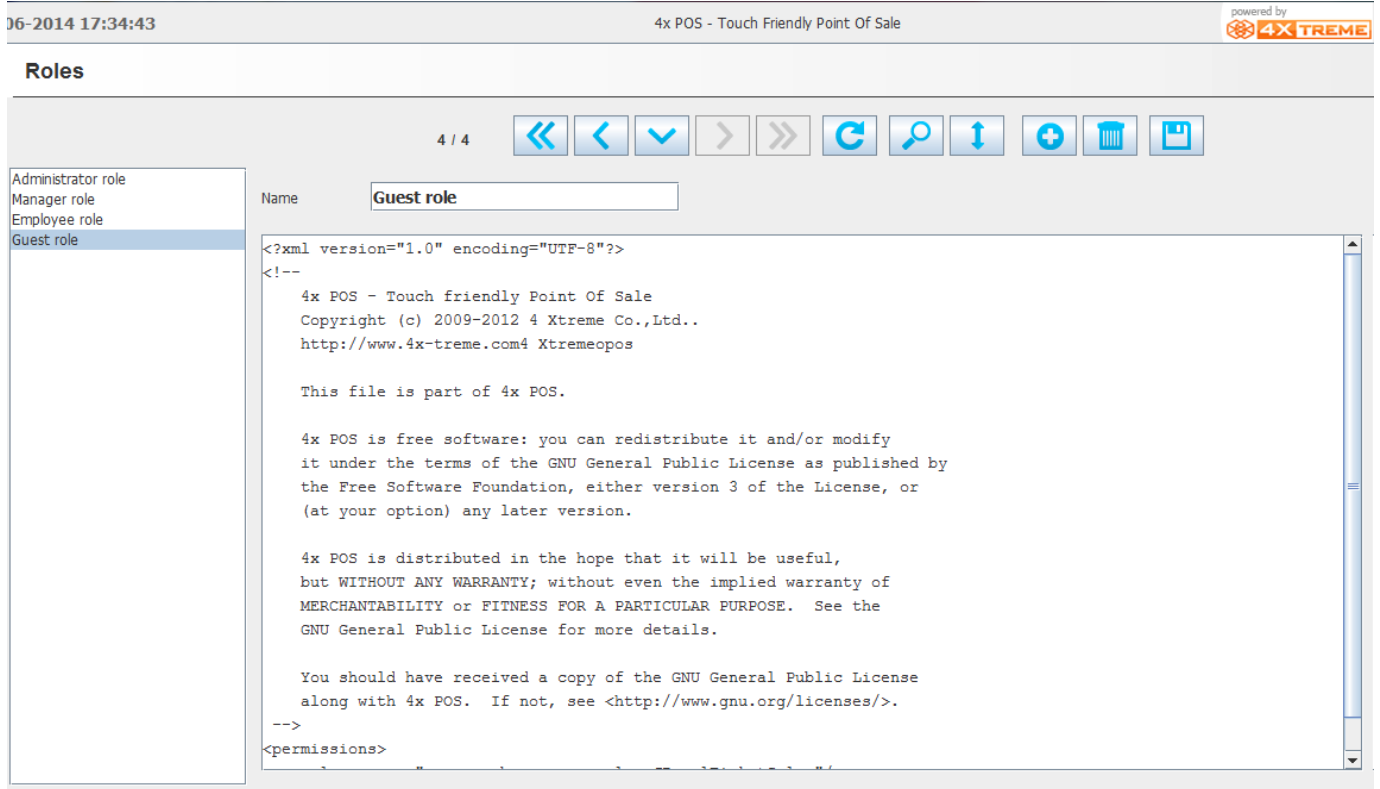 06-2014 17:34:43
4x POS - Touch Friendly Point Of Sale
powered by
4X TREME
Roles
4 / 4
Administrator role
Manager role
Employee role
Guest role
Name
Guest role
<?xml version="1.0" encoding="UTF-8"?>
<!--
4x POS - Touch friendly Point Of Sale
Copyright (c) 2009-2012 4 Xtreme Co.,Ltd..
http://www.4x-treme.com4 Xtremeopos
This file is part of 4x POS.
4x POS is free software: you can redistribute it and/or modify
it under the terms of the GNU General Public License as published by
the Free Software Foundation, either version 3 of the License, or
(at your option) any later version.
4x POS is distributed in the hope that it will be useful,
but WITHOUT ANY WARRANTY; without even the implied warranty of
MERCHANTABILITY or FITNESS FOR A PARTICULAR PURPOSE.  See the
GNU General Public License for more details.
You should have received a copy of the GNU General Public License
along with 4x POS.  If not, see <http://www.gnu.org/licenses/>.
-->
<permissions>